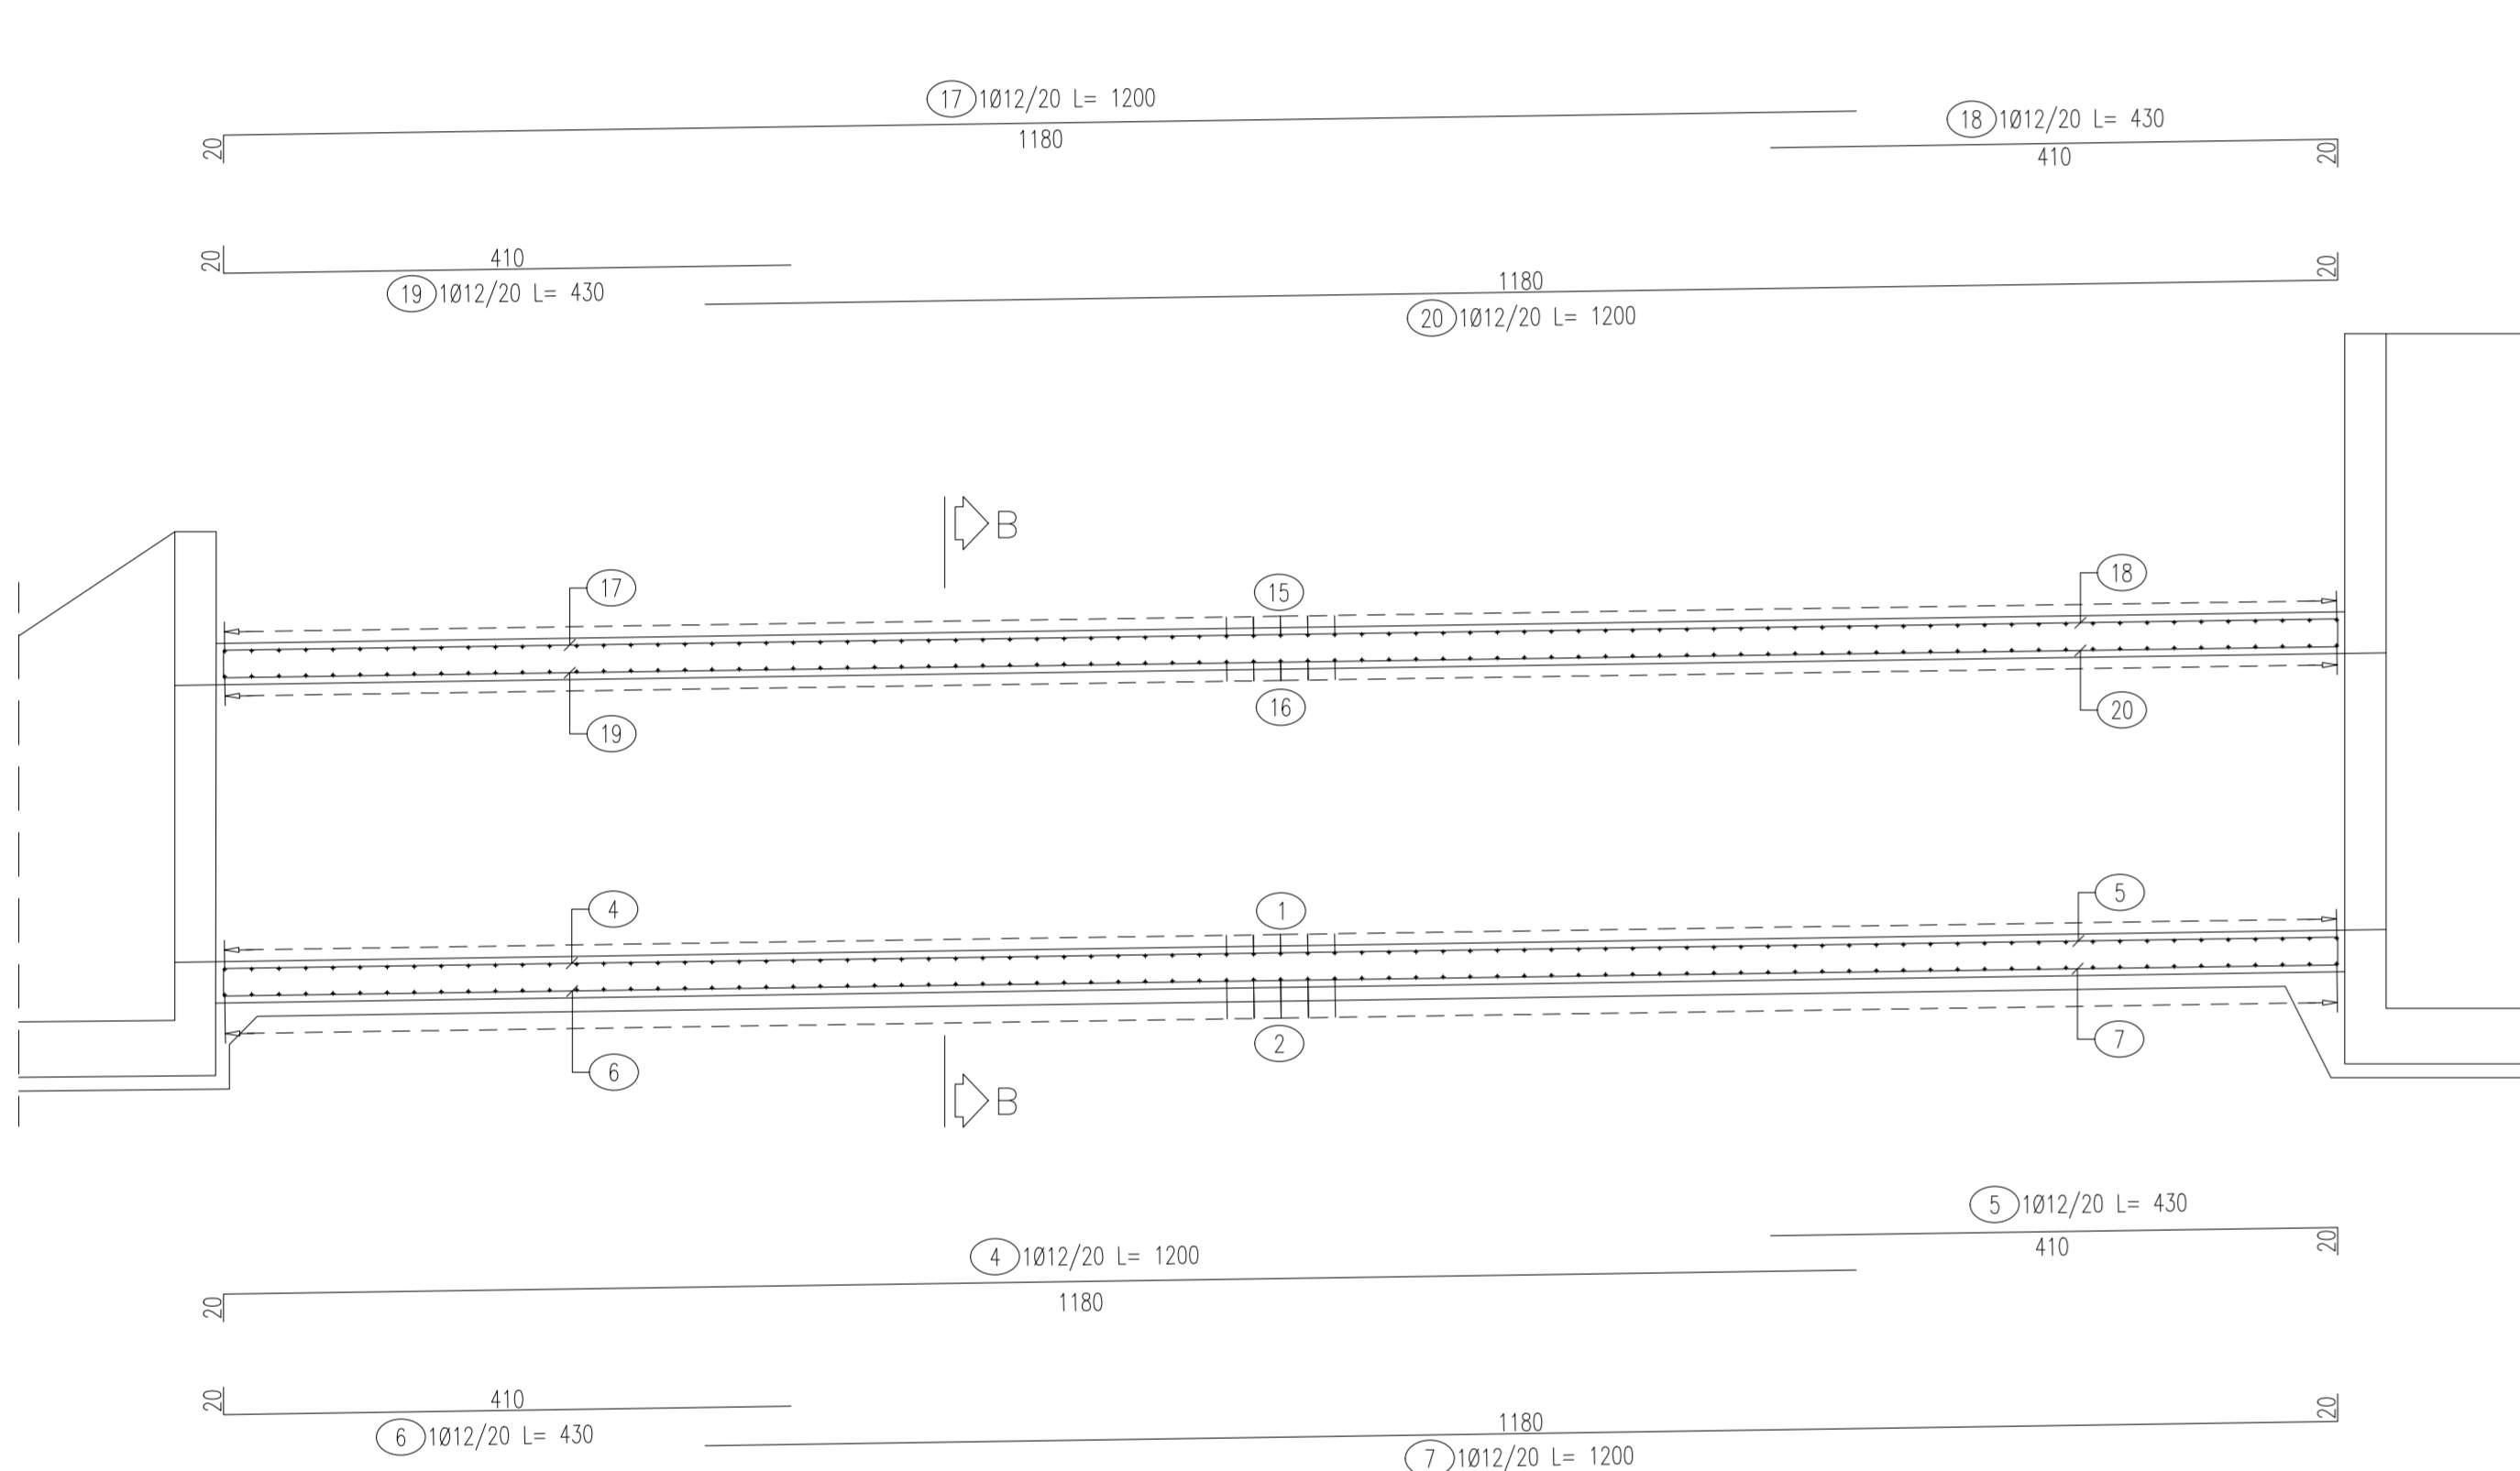 17 1Ø12/20 L= 1200
20 1180
18 1Ø12/20 L= 430
410 20
20 410
19 1Ø12/20 L= 430
1180 20
20 1Ø12/20 L= 1200
B
17 15 18
19 16 20
4 1 5
6 2 7
B
5 1Ø12/20 L= 430
410 20
4 1Ø12/20 L= 1200
20 1180
20 410
6 1Ø12/20 L= 430
1180 20
7 1Ø12/20 L= 1200